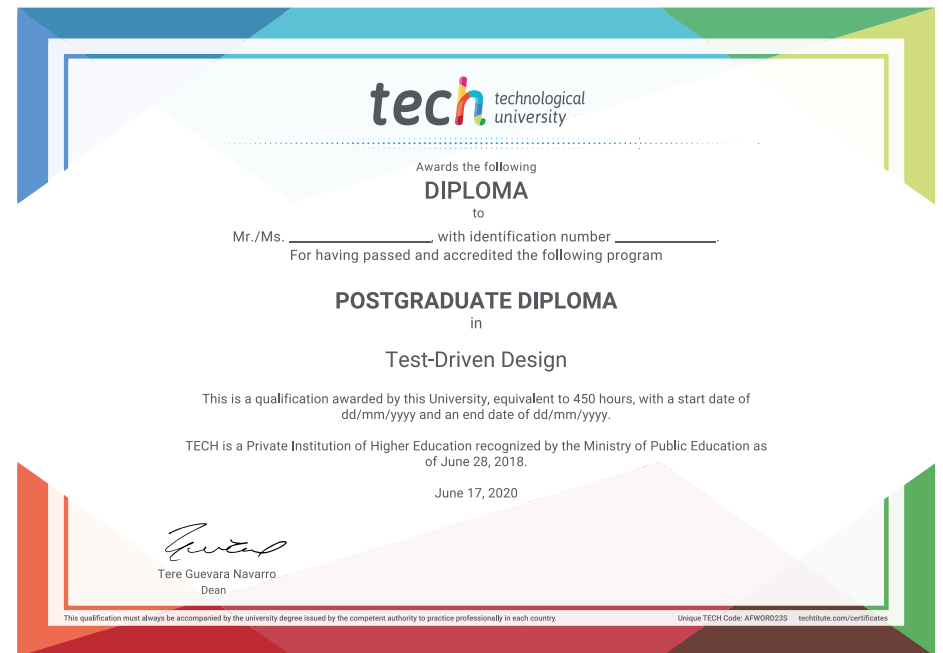 tech technological
university
Awards the following
DIPLOMA
to
Mr./Ms. ____________, with identification number _________.
For having passed and accredited the following program
POSTGRADUATE DIPLOMA
in
Test-Driven Design
This is a qualification awarded by this University, equivalent to 450 hours, with a start date of
dd/mm/yyyy and an end date of dd/mm/yyyy.
TECH is a Private Institution of Higher Education recognized by the Ministry of Public Education as
of June 28, 2018.
June 17, 2020
Tere Guevara Navarro
Dean
This qualification must always be accompanied by the university degree issued by the competent authority to practice professionally in each country.
Unique TECH Code: AFWORD23S techtitute.com/certificates